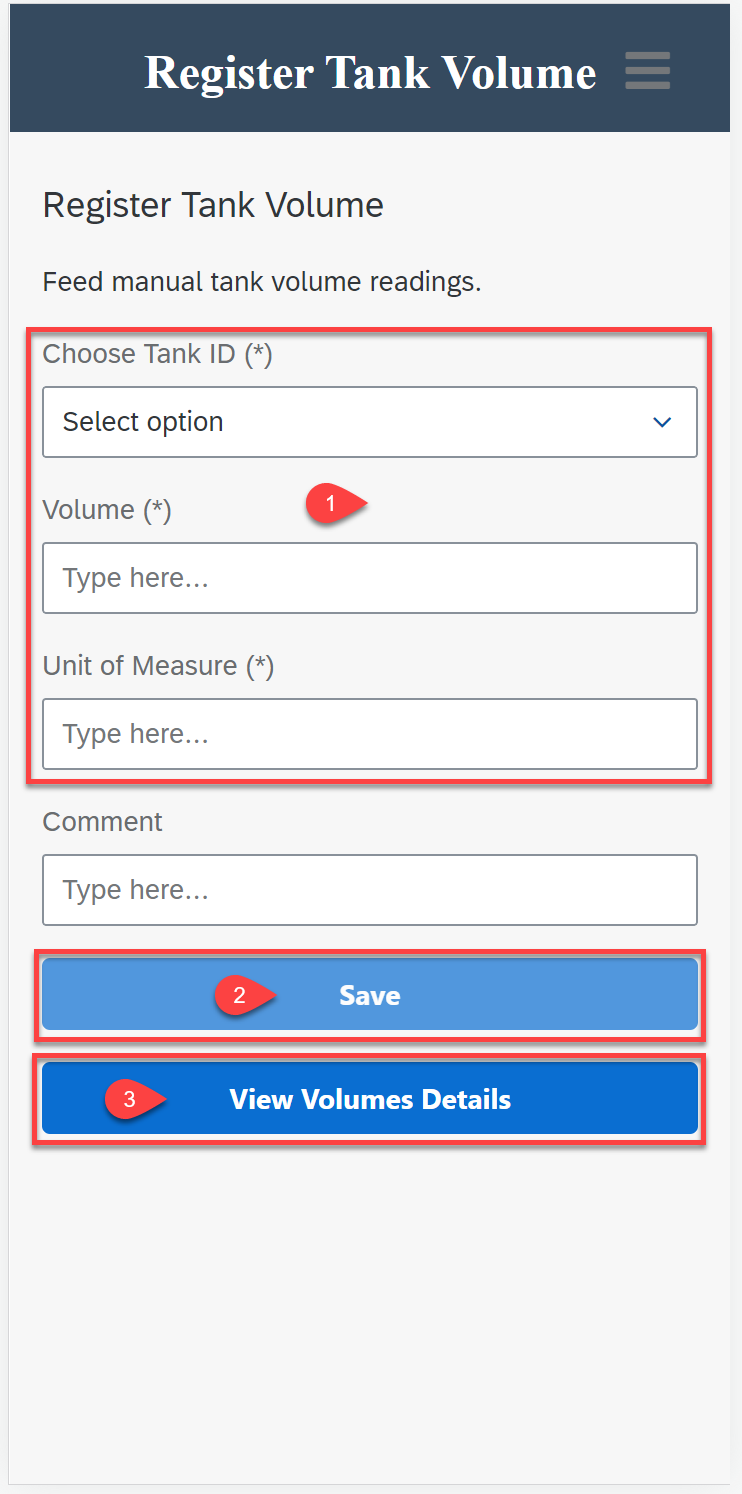 Register Tank Volume
Register Tank Volume
Feed manual tank volume readings.
Choose Tank ID (*)
Select option
Volume (*)
1
Type here...
Unit of Measure (*)
Type here...
Comment
Type here...
2
Save
3
View Volumes Details